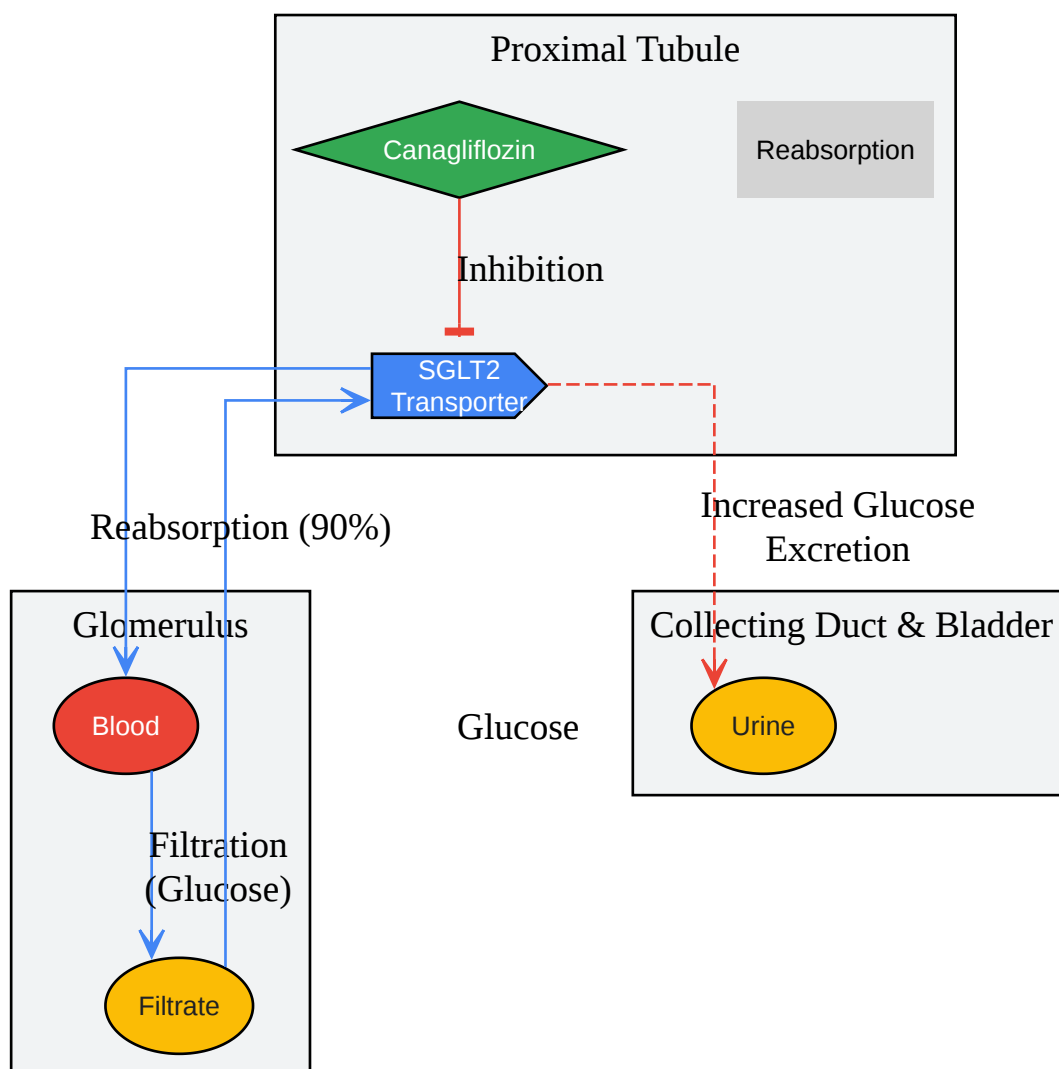 Proximal Tubule
Canagliflozin
Reabsorption
Inhibition
SGLT2
Transporter
Increased Glucose
Excretion
Reabsorption (90%)
Glomerulus
Collecting Duct & Bladder
Blood
Glucose
Urine
Filtration
(Glucose)
Filtrate